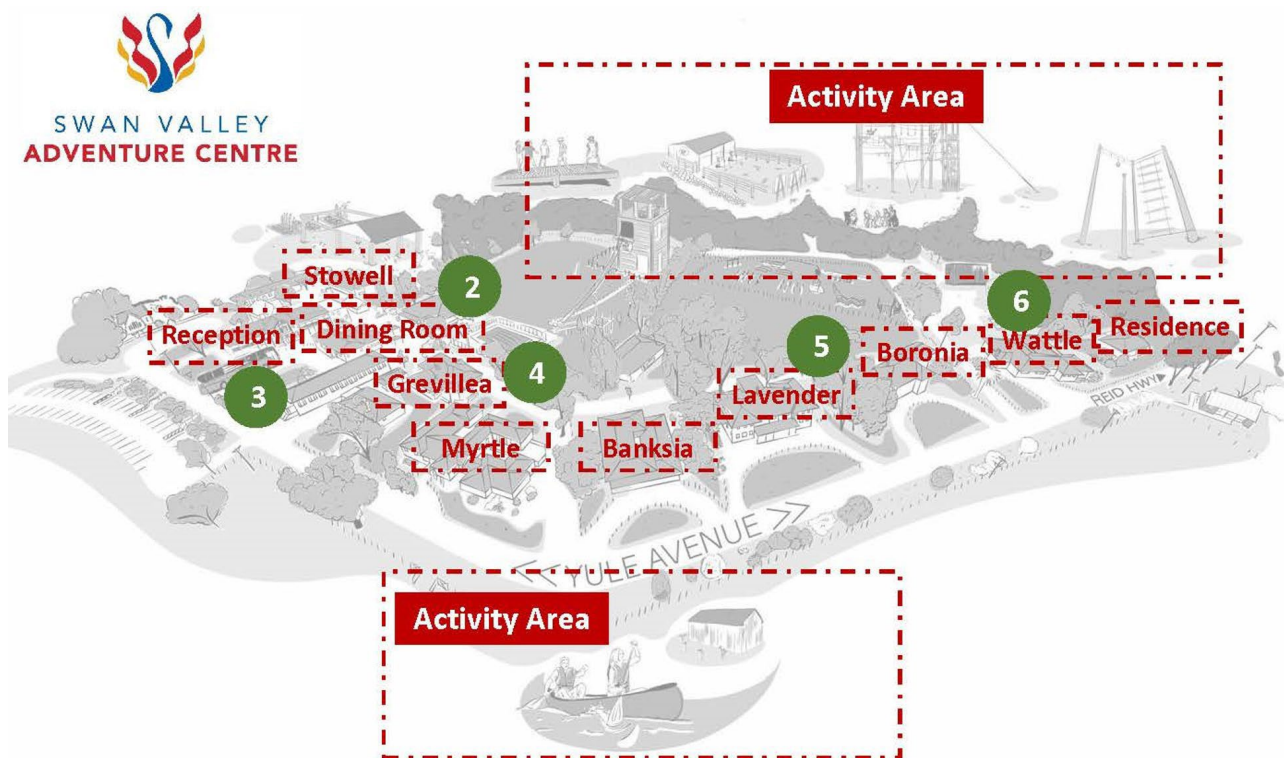 SWAN VALLEY
ADVENTURE CENTRE
Activity Area
Stowell
2
6
Reception
Dining Room
5
Boronia
Wattle
Residence
3
Grevillea
4
Lavender
REID HWY
Myrtle
Banksia
<< YULE AVENUE >>
Activity Area